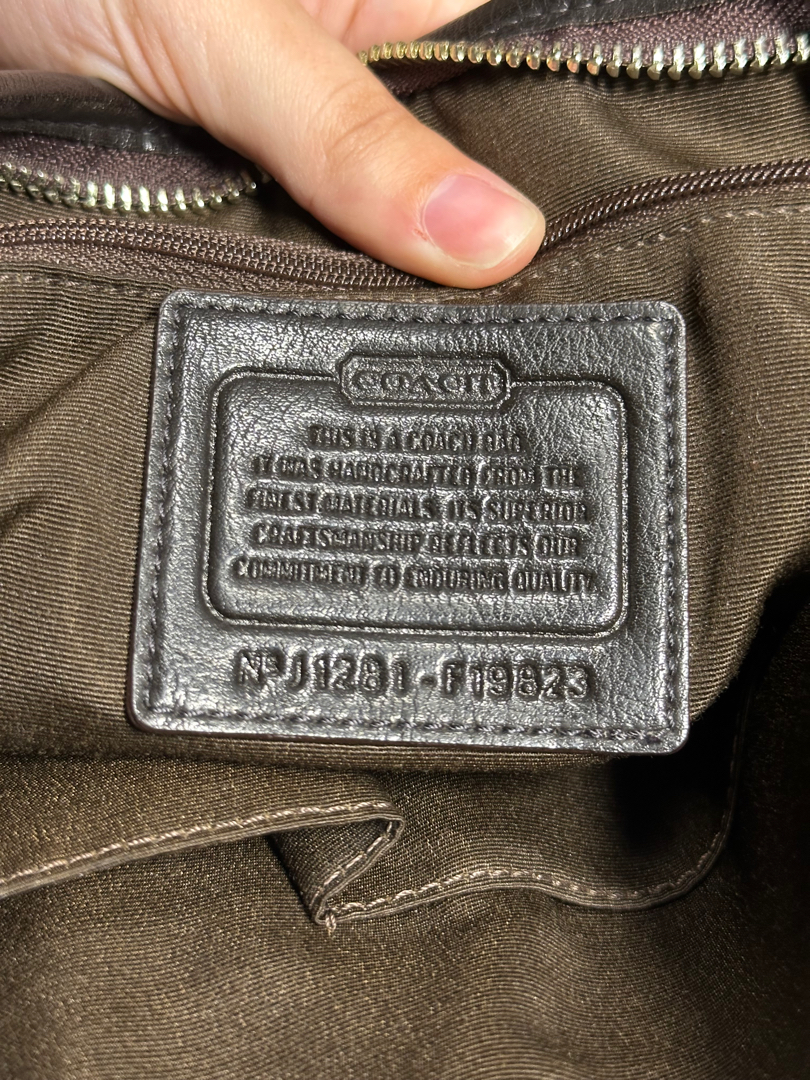 COACH
THIS IS A COACH BAG
IT WAS HANDCRAFTED FROM THE
FINEST MATERIALS. ITS SUPERIOR
CRAFTSMANSHIP REFLECTS OUR
COMMITMENT TO ENDURING QUALITY.
Nº J1281-F19823